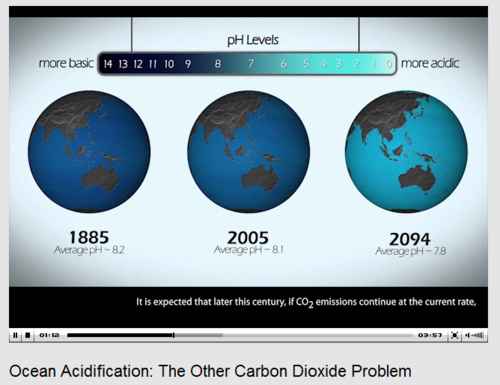 pH Levels
more basic 14 13 12 11 10 9 8 7 6 5 4 3 2 1 0 more acidic
1885 2005 2094
Average pH ~ 8.2 Average pH ~ 8.1 Average pH ~ 7.8
It is expected that later this century, if CO2 emissions continue at the current rate,
01:12 03:57
Ocean Acidification: The Other Carbon Dioxide Problem